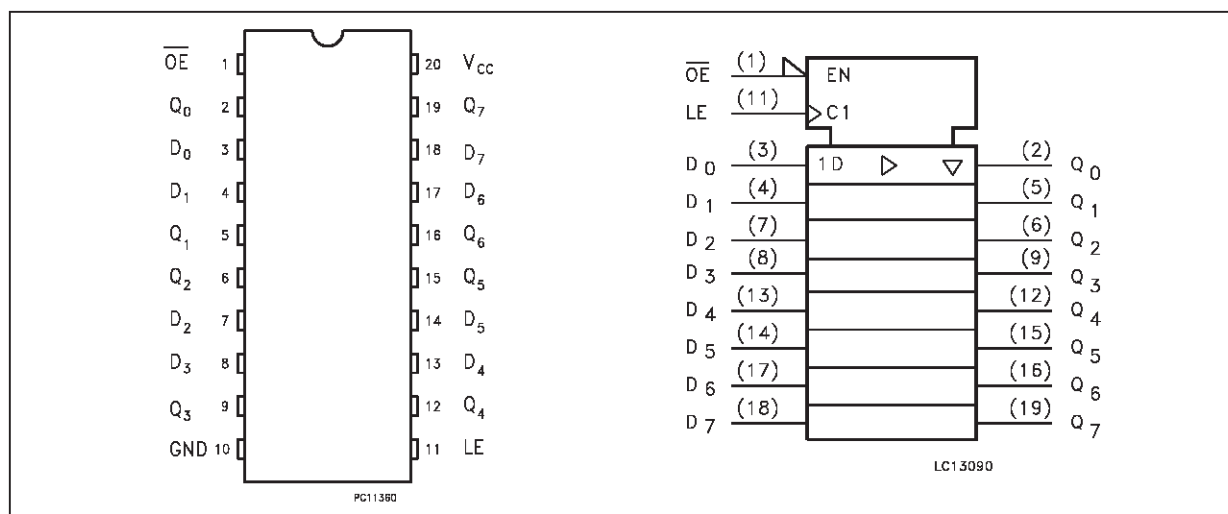 OE 1 20 VCC
Q0 2 19 Q7
D0 3 18 D7
D1 4 17 D6
Q1 5 16 Q6
Q2 6 15 Q5
D2 7 14 D5
D3 8 13 D4
Q3 9 12 Q4
GND 10 11 LE
PC11360
OE (1) EN
LE (11) C1
D0 (3) 1D (2) Q0
D1 (4) (5) Q1
D2 (7) (6) Q2
D3 (8) (9) Q3
D4 (13) (12) Q4
D5 (14) (15) Q5
D6 (17) (16) Q6
D7 (18) (19) Q7
LC13090